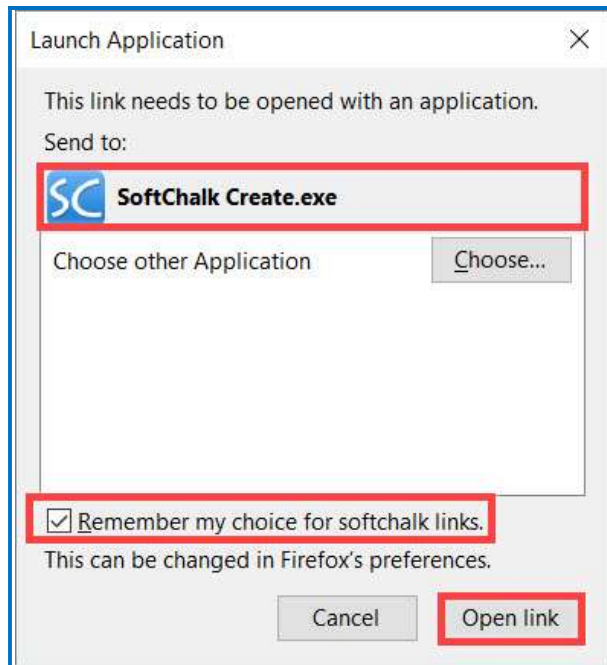 Launch Application
This link needs to be opened with an application.
Send to:
SC SoftChalk Create.exe
Choose other Application Choose...
Remember my choice for softchalk links.
This can be changed in Firefox's preferences.
Cancel Open link